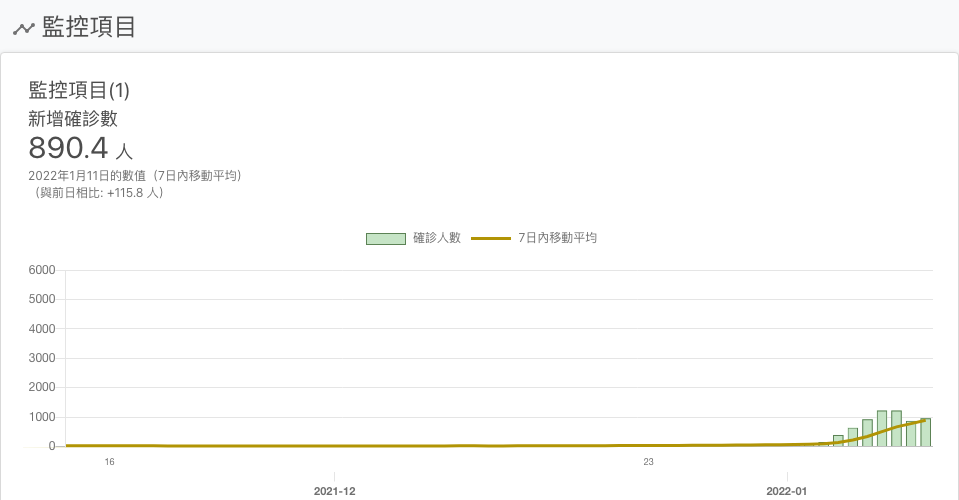 監控項目
監控項目(1)
新增確診數
890.4 人
2022年1月11日的數值（7日內移動平均）
（與前日相比: +115.8 人）
確診人數 7日內移動平均
6000
5000
4000
3000
2000
1000
0
16 23
2021-12 2022-01